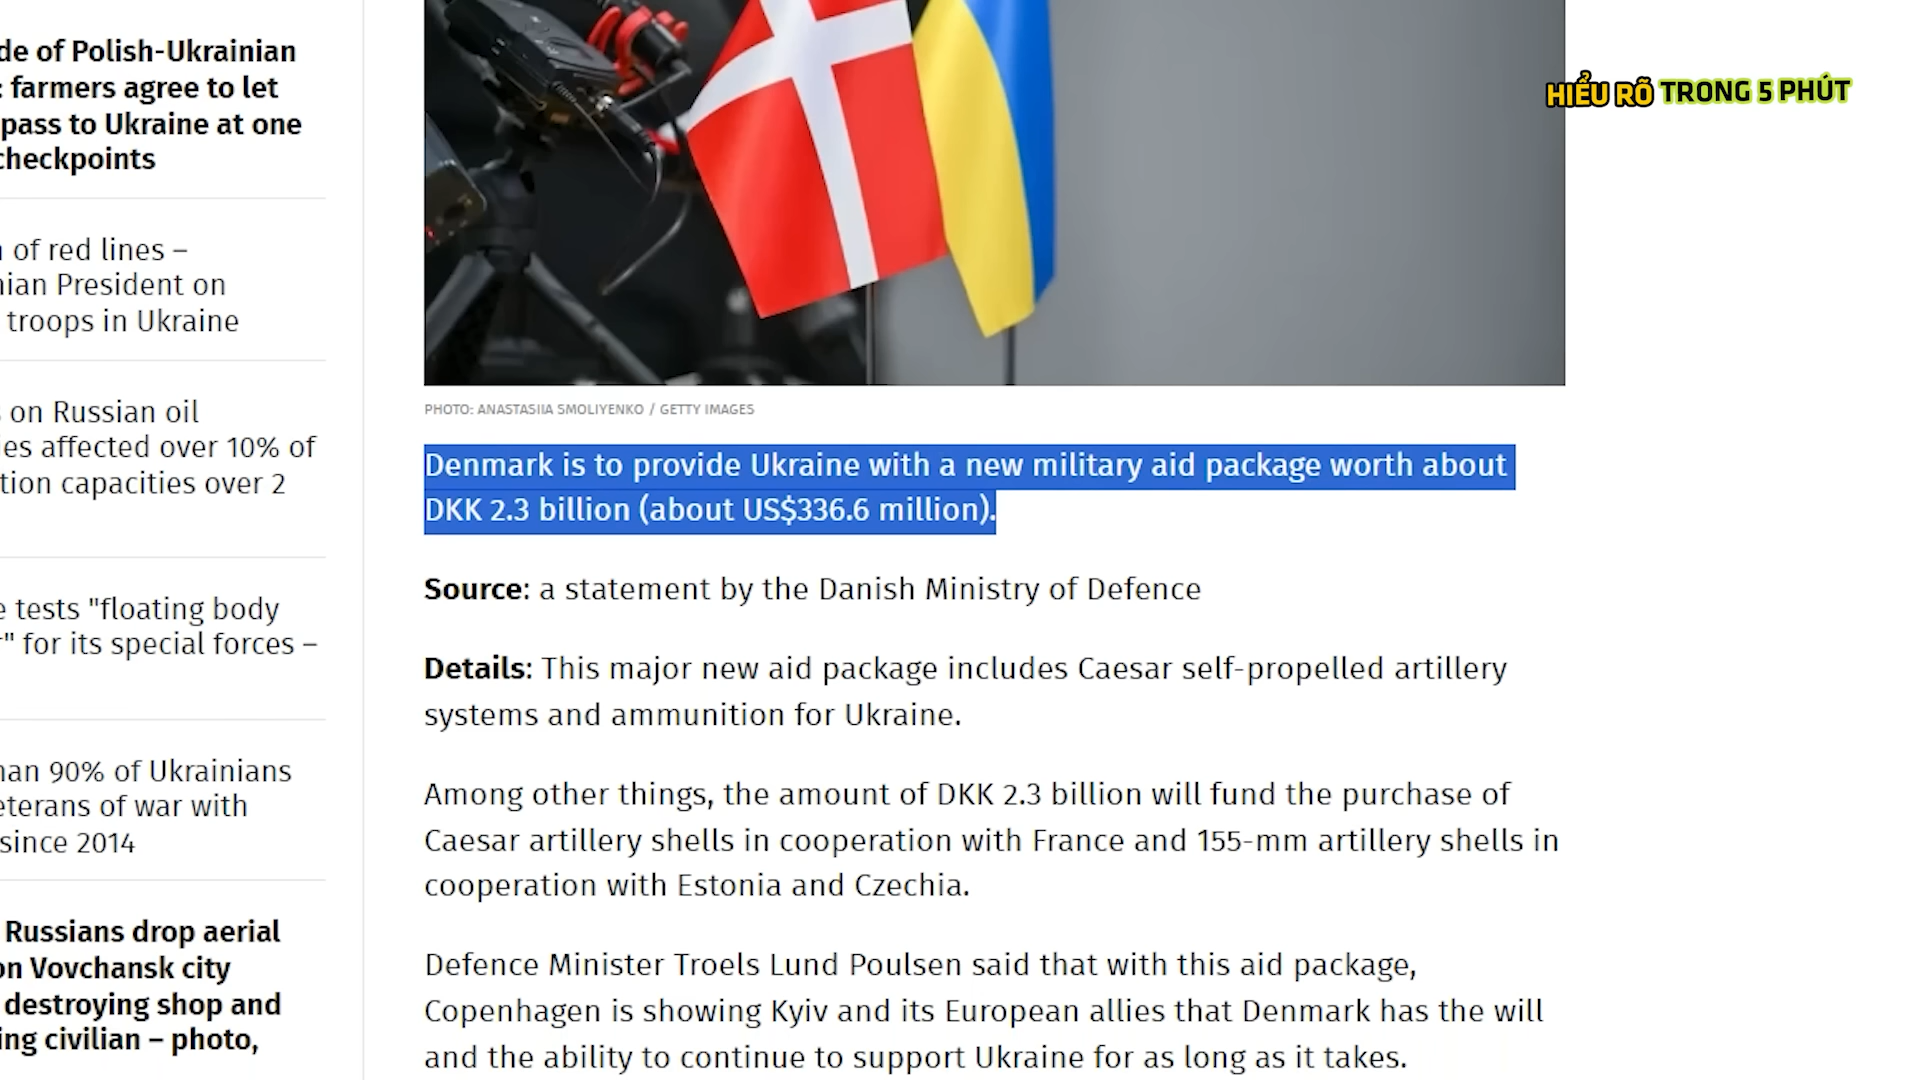 de of Polish-Ukrainian
: farmers agree to let
pass to Ukraine at one
checkpoints
of red lines –
nian President on
troops in Ukraine
on Russian oil
ies affected over 10% of
tion capacities over 2
e tests "floating body
" for its special forces –
han 90% of Ukrainians
eterans of war with
since 2014
Russians drop aerial
on Vovchansk city
destroying shop and
ing civilian – photo,
HIỂU RÕ TRONG 5 PHÚT
PHOTO: ANASTASIIA SMOLIYENKO / GETTY IMAGES
Denmark is to provide Ukraine with a new military aid package worth about
DKK 2.3 billion (about US$336.6 million).
Source: a statement by the Danish Ministry of Defence
Details: This major new aid package includes Caesar self-propelled artillery
systems and ammunition for Ukraine.
Among other things, the amount of DKK 2.3 billion will fund the purchase of
Caesar artillery shells in cooperation with France and 155-mm artillery shells in
cooperation with Estonia and Czechia.
Defence Minister Troels Lund Poulsen said that with this aid package,
Copenhagen is showing Kyiv and its European allies that Denmark has the will
and the ability to continue to support Ukraine for as long as it takes.